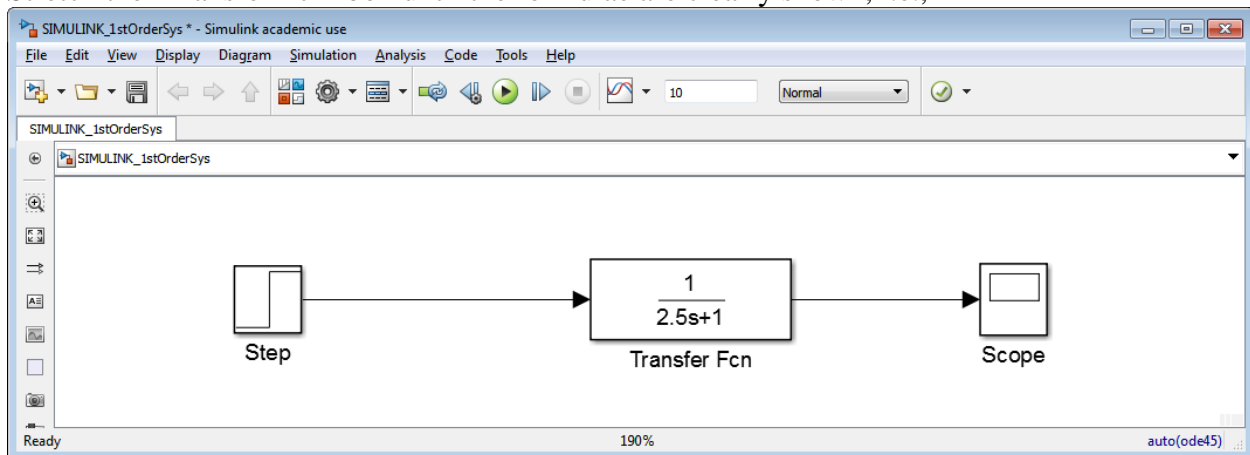 SIMULINK_1stOrderSys * - Simulink academic use
File Edit View Display Diagram Simulation Analysis Code Tools Help
10 Normal
SIMULINK_1stOrderSys
SIMULINK_1stOrderSys
1
2.5s+1
Step Transfer Fcn Scope
Ready 190% auto(ode45)